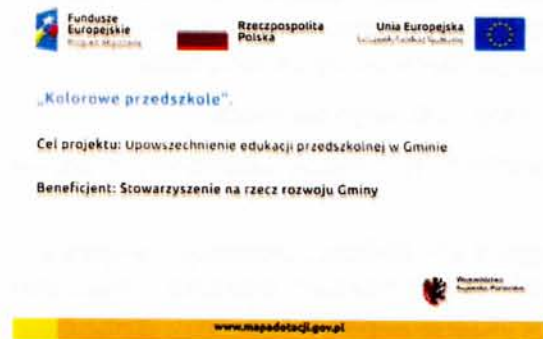 Fundusze
Europejskie
Rzeczpospolita
Polska
Unia Europejska
„Kolorowe przedszkole".
Cel projektu: Upowszechnienie edukacji przedszkolnej w Gminie
Beneficjent: Stowarzyszenie na rzecz rozwoju Gminy
Województwo
www.mapadotacji.gov.pl